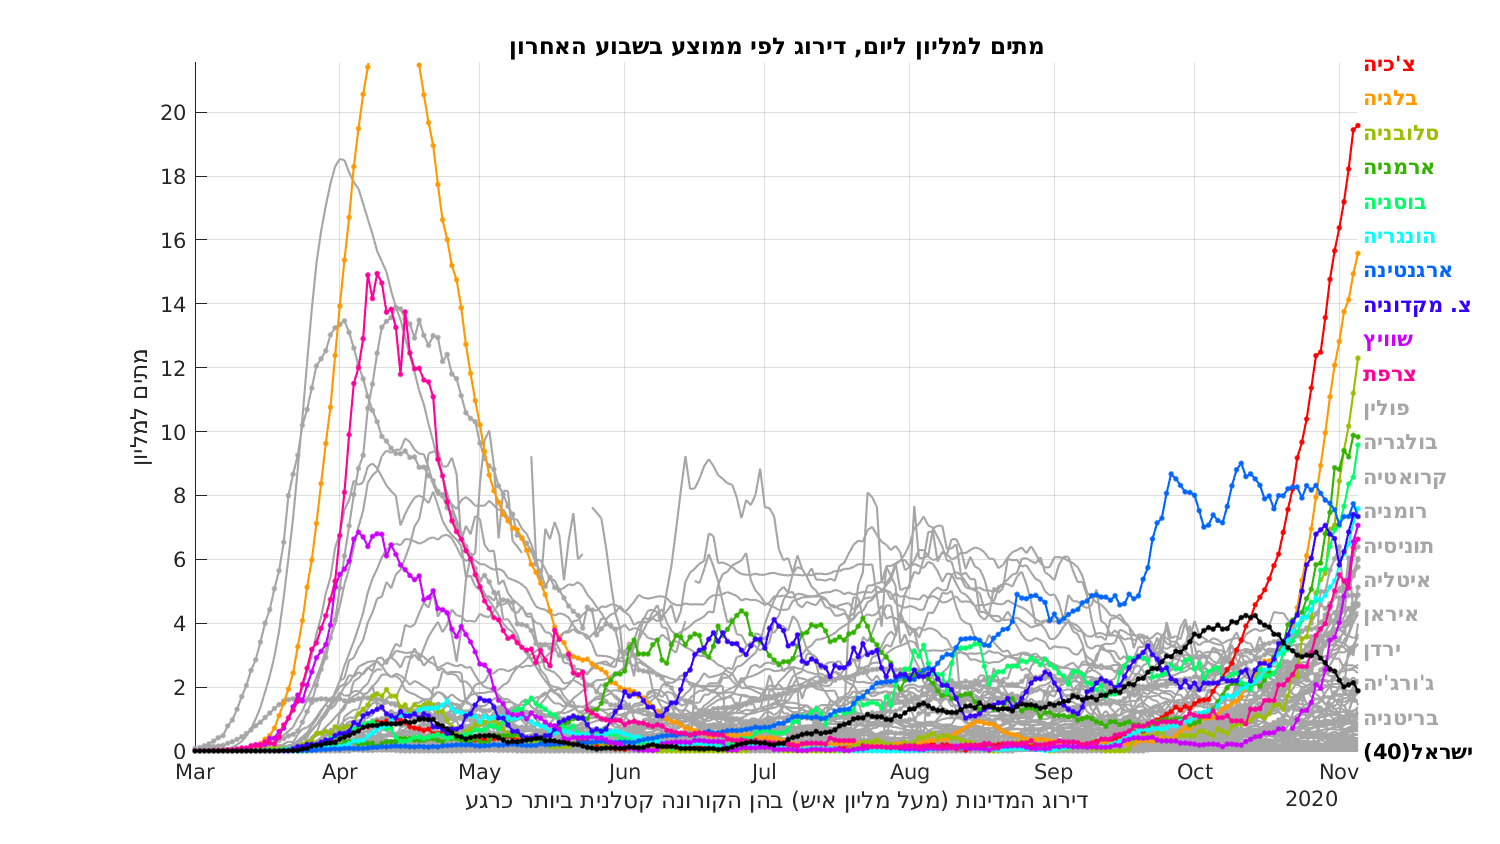 מתים למליון ליום, דירוג לפי ממוצע בשבוע האחרון
צ'כיה
בלגיה
סלובניה
ארמניה
בוסניה
הונגריה
ארגנטינה
צ. מקדוניה
שוויץ
צרפת
פולין
בולגריה
קרואטיה
רומניה
תוניסיה
איטליה
איראן
ירדן
ג'ורג'יה
בריטניה
ישראל(40)
מתים למליון
20
18
16
14
12
10
8
6
4
2
0
Mar Apr May Jun Jul Aug Sep Oct Nov
2020
דירוג המדינות (מעל מליון איש) בהן הקורונה קטלנית ביותר כרגע